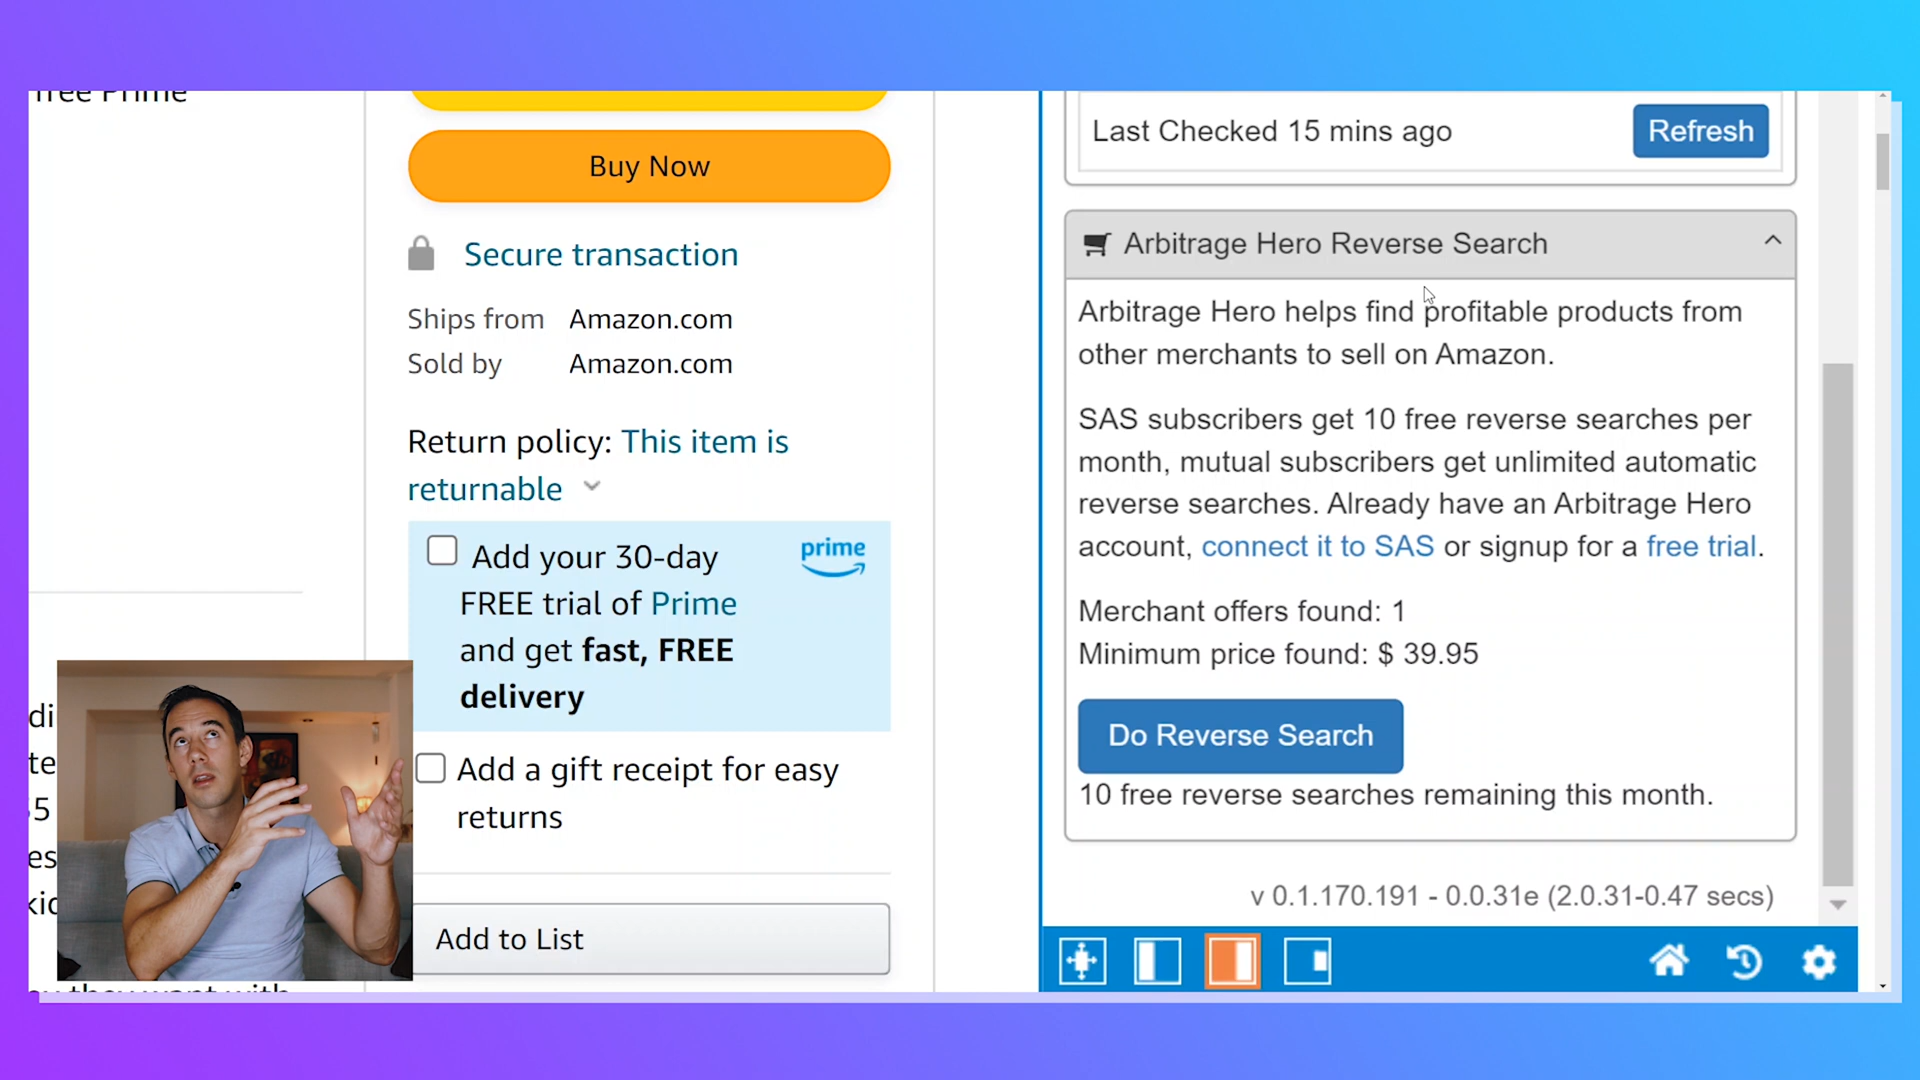 free Prime
Buy Now
Secure transaction
Ships from Amazon.com
Sold by Amazon.com
Return policy: This item is
returnable
Add your 30-day
prime
FREE trial of Prime
and get fast, FREE
delivery
Add a gift receipt for easy
returns
Add to List
di
te
es
Last Checked 15 mins ago
Refresh
Arbitrage Hero Reverse Search
Arbitrage Hero helps find profitable products from
other merchants to sell on Amazon.
SAS subscribers get 10 free reverse searches per
month, mutual subscribers get unlimited automatic
reverse searches. Already have an Arbitrage Hero
account, connect it to SAS or signup for a free trial.
Merchant offers found: 1
Minimum price found: $ 39.95
Do Reverse Search
10 free reverse searches remaining this month.
v 0.1.170.191 - 0.0.31e (2.0.31-0.47 secs)